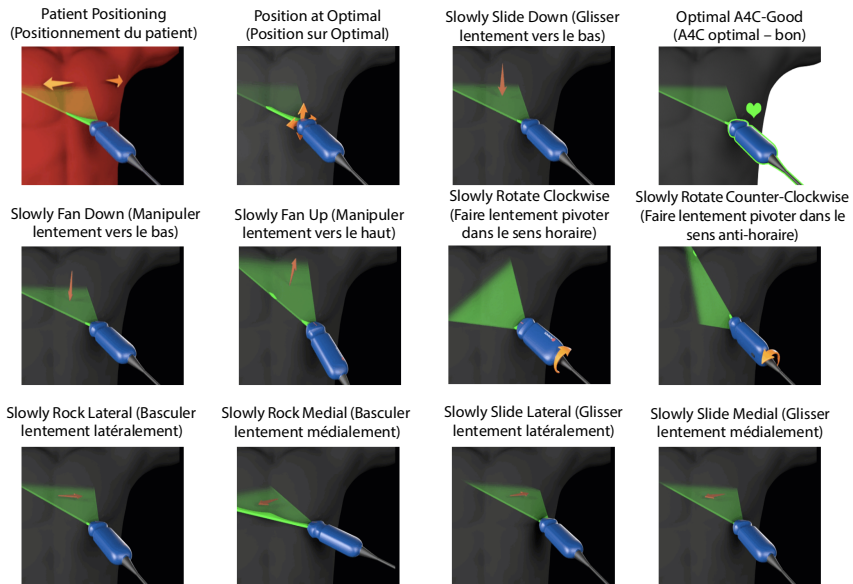 Patient Positioning
(Positionnement du patient)
Position at Optimal
(Position sur Optimal)
Slowly Slide Down (Glisser
lentement vers le bas)
Optimal A4C-Good
(A4C optimal – bon)
Slowly Fan Down (Manipuler
lentement vers le bas)
Slowly Fan Up (Manipuler
lentement vers le haut)
Slowly Rotate Clockwise
(Faire lentement pivoter
dans le sens horaire)
Slowly Rotate Counter-Clockwise
(Faire lentement pivoter dans le
sens anti-horaire)
Slowly Rock Lateral (Basculer
lentement latéralement)
Slowly Rock Medial (Basculer
lentement médialement)
Slowly Slide Lateral (Glisser
lentement latéralement)
Slowly Slide Medial (Glisser
lentement médialement)